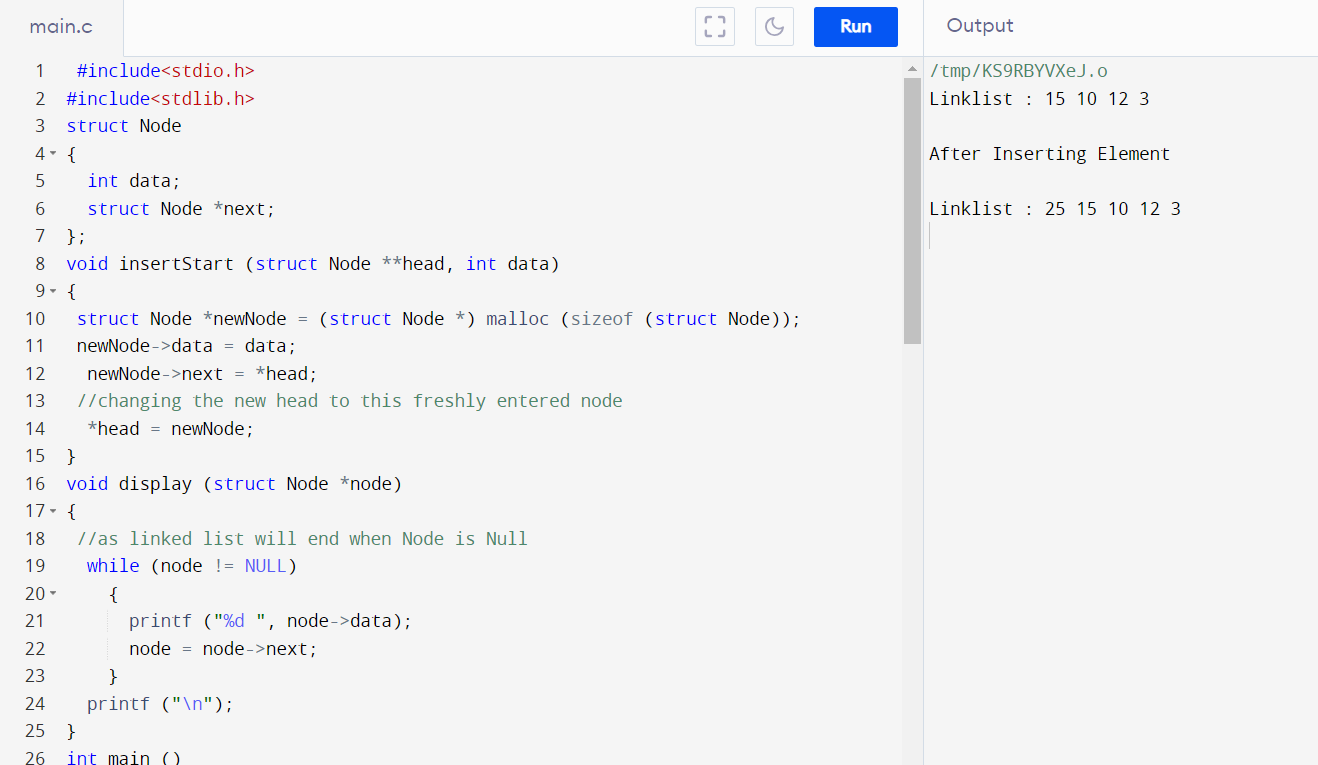 main.c
Run
Output
1 #include<stdio.h>
2 #include<stdlib.h>
3 struct Node
4 {
5 int data;
6 struct Node *next;
7 };
8 void insertStart (struct Node **head, int data)
9 {
10 struct Node *newNode = (struct Node *) malloc (sizeof (struct Node));
11 newNode->data = data;
12 newNode->next = *head;
13 //changing the new head to this freshly entered node
14 *head = newNode;
15 }
16 void display (struct Node *node)
17 {
18 //as linked list will end when Node is Null
19 while (node != NULL)
20 {
21 printf ("%d ", node->data);
22 node = node->next;
23 }
24 printf ("\n");
25 }
26 int main ()
/tmp/KS9RBYVXeJ.o
Linklist : 15 10 12 3
After Inserting Element
Linklist : 25 15 10 12 3